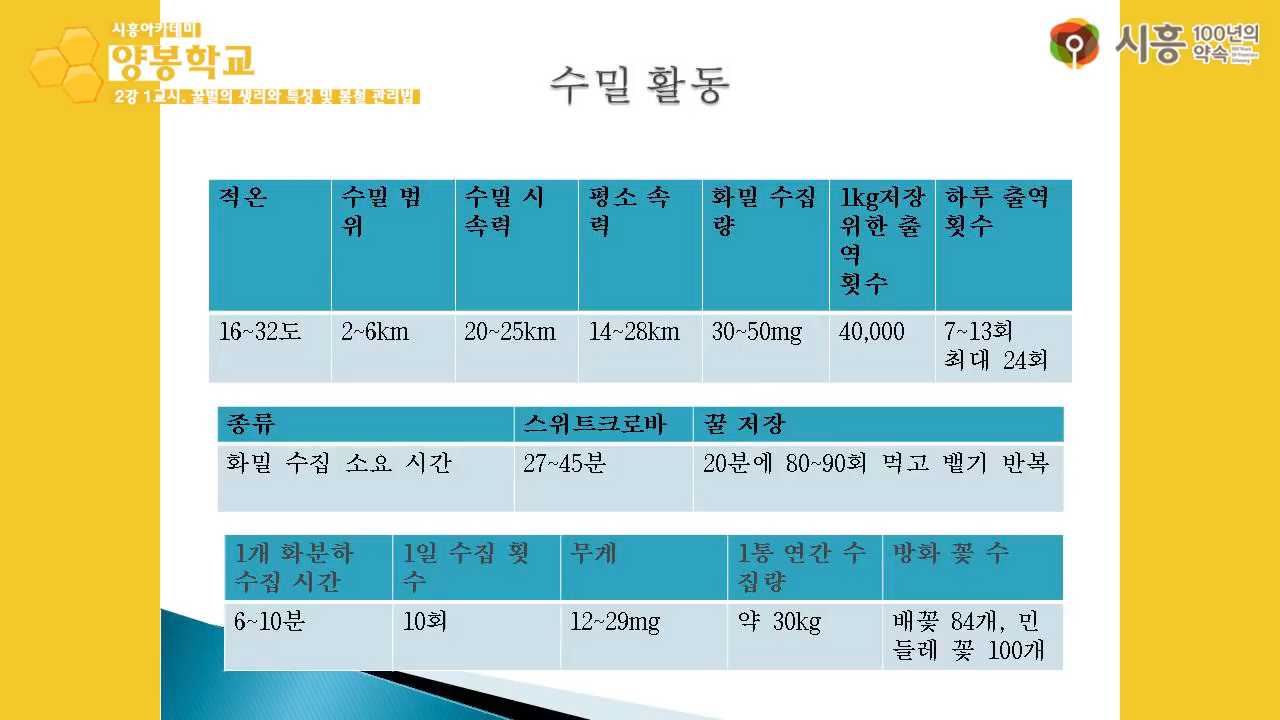 시흥아카데미
양봉학교
2강 1교시. 꿀벌의 생리와 특성 및 봄철 관리법
시흥 100년의
약속
수밀 활동
적온
수밀 범
위
수밀 시
속력
평소 속
력
화밀 수집
량
1kg저장
위한 출
역
횟수
하루 출역
횟수
16~32도
2~6km
20~25km
14~28km
30~50mg
40,000
7~13회
최대 24회
종류
스위트크로바
꿀 저장
화밀 수집 소요 시간
27~45분
20분에 80~90회 먹고 뱉기 반복
1개 화분하
수집 시간
1일 수집 횟
수
무게
1통 연간 수
집량
방화 꽃 수
6~10분
10회
12~29mg
약 30kg
배꽃 84개, 민
들레 꽃 100개